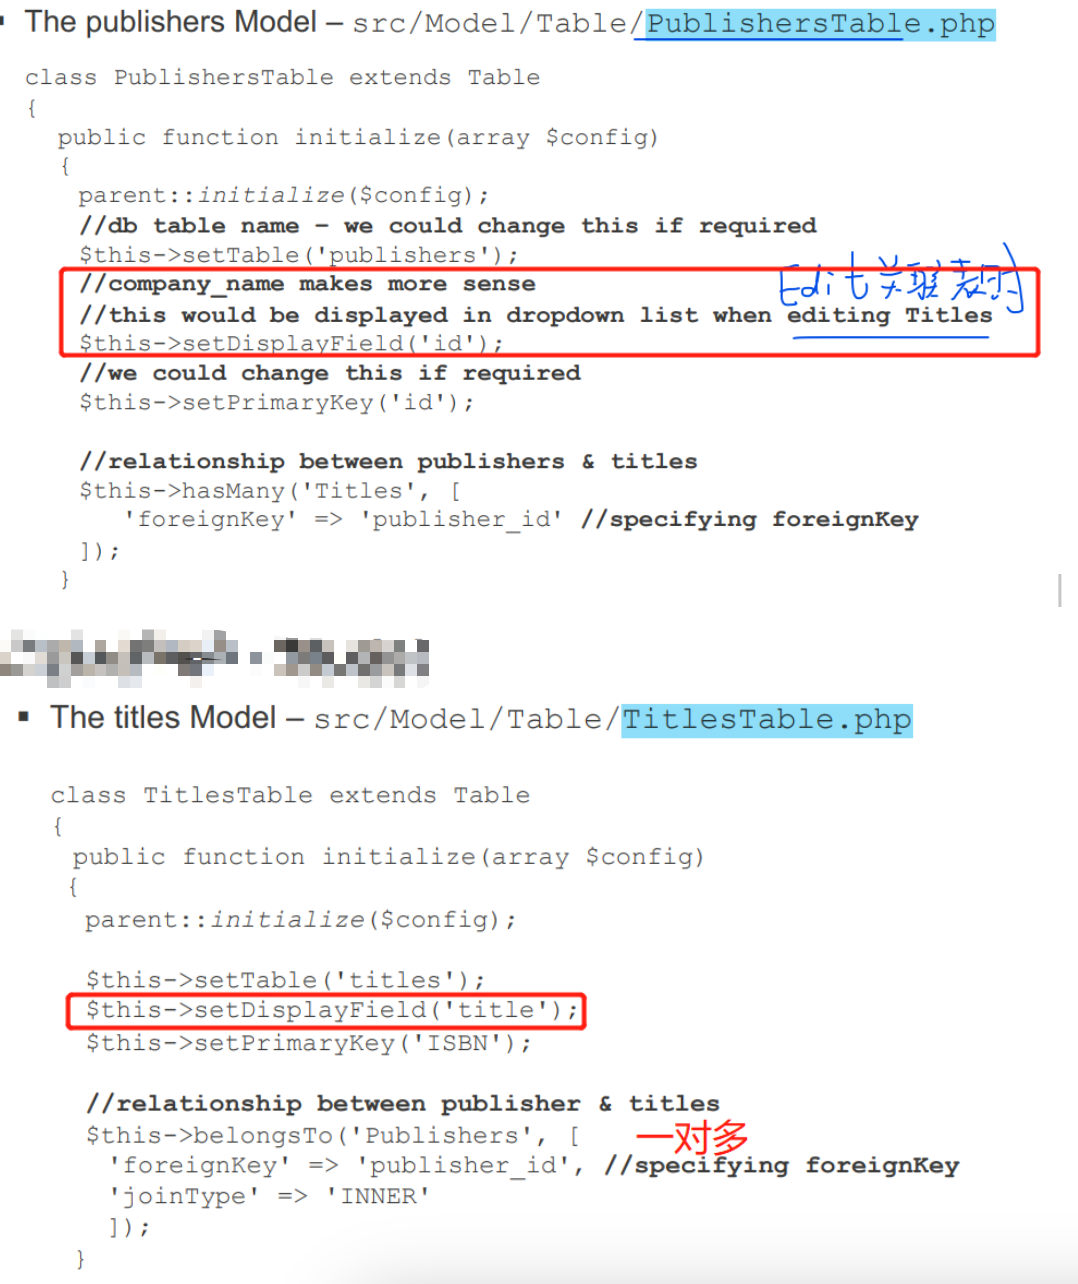 ▪ The publishers Model – src/Model/Table/PublishersTable.php
class PublishersTable extends Table
{
public function initialize(array $config)
{
parent::initialize($config);
//db table name – we could change this if required
$this->setTable('publishers');
//company_name makes more sense
Edit关联表时
//this would be displayed in dropdown list when editing Titles
$this->setDisplayField('id');
//we could change this if required
$this->setPrimaryKey('id');
//relationship between publishers & titles
$this->hasMany('Titles', [
'foreignKey' => 'publisher_id' //specifying foreignKey
]);
}
▪ The titles Model – src/Model/Table/TitlesTable.php
class TitlesTable extends Table
{
public function initialize(array $config)
{
parent::initialize($config);
$this->setTable('titles');
$this->setDisplayField('title');
$this->setPrimaryKey('ISBN');
//relationship between publisher & titles
$this->belongsTo('Publishers', [
一对多
'foreignKey' => 'publisher_id', //specifying foreignKey
'joinType' => 'INNER'
]);
}